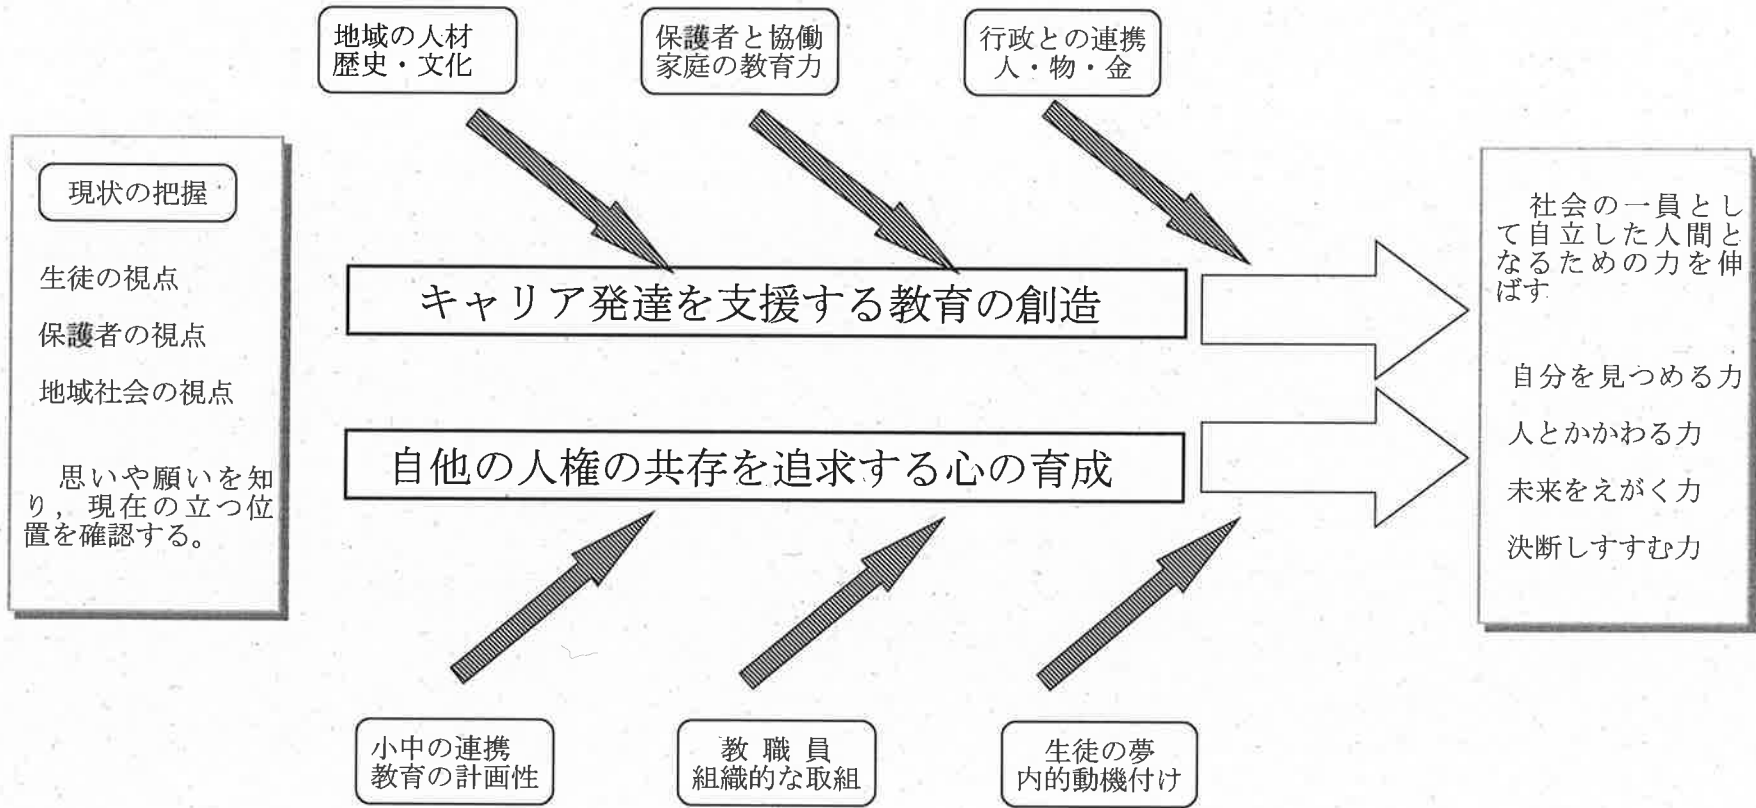 地域の人材
歴史・文化
保護者と協働
家庭の教育力
行政との連携
人・物・金
現状の把握
生徒の視点
保護者の視点
地域社会の視点
思いや願いを知
り，現在の立つ位
置を確認する。
キャリア発達を支援する教育の創造
自他の人権の共存を追求する心の育成
社会の一員とし
て自立した人間と
なるための力を伸
ばす
自分を見つめる力
人とかかわる力
未来をえがく力
決断しすすむ力
小中の連携
教育の計画性
教 職 員
組織的な取組
生徒の夢
内的動機付け